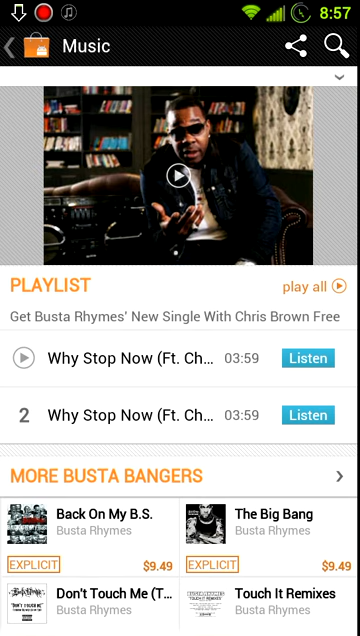 8:57
Music
PLAYLIST
play all
Get Busta Rhymes' New Single With Chris Brown Free
Why Stop Now (Ft. Ch... 03:59 Listen
2 Why Stop Now (Ft. Ch... 03:59 Listen
MORE BUSTA BANGERS
Back On My B.S.
Busta Rhymes
EXPLICIT $9.49
The Big Bang
Busta Rhymes
EXPLICIT $9.49
Don't Touch Me (T...
Busta Rhymes
Touch It Remixes
Busta Rhymes